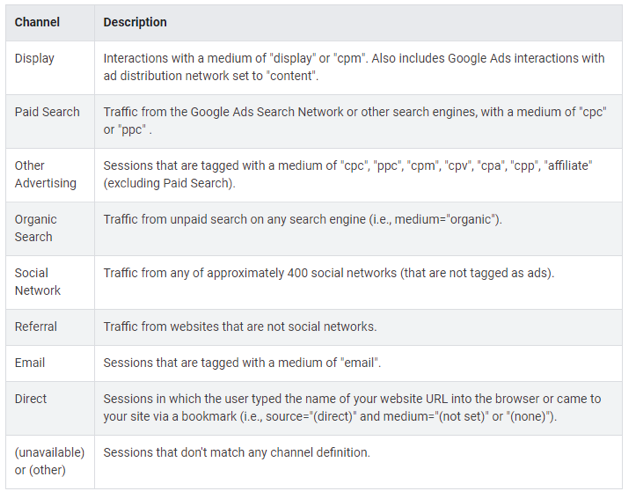 Channel Description
Display Interactions with a medium of "display" or "cpm". Also includes Google Ads interactions with
ad distribution network set to "content".
Paid Search Traffic from the Google Ads Search Network or other search engines, with a medium of "cpc"
or "ppc" .
Other Sessions that are tagged with a medium of "cpc", "ppc", "cpm", "cpv", "cpa", "cpp", "affiliate"
Advertising (excluding Paid Search).
Organic Traffic from unpaid search on any search engine (i.e., medium="organic").
Search
Social Traffic from any of approximately 400 social networks (that are not tagged as ads).
Network
Referral Traffic from websites that are not social networks.
Email Sessions that are tagged with a medium of "email".
Direct Sessions in which the user typed the name of your website URL into the browser or came to
your site via a bookmark (i.e., source="(direct)" and medium="(not set)" or "(none)").
(unavailable) Sessions that don't match any channel definition.
or (other)